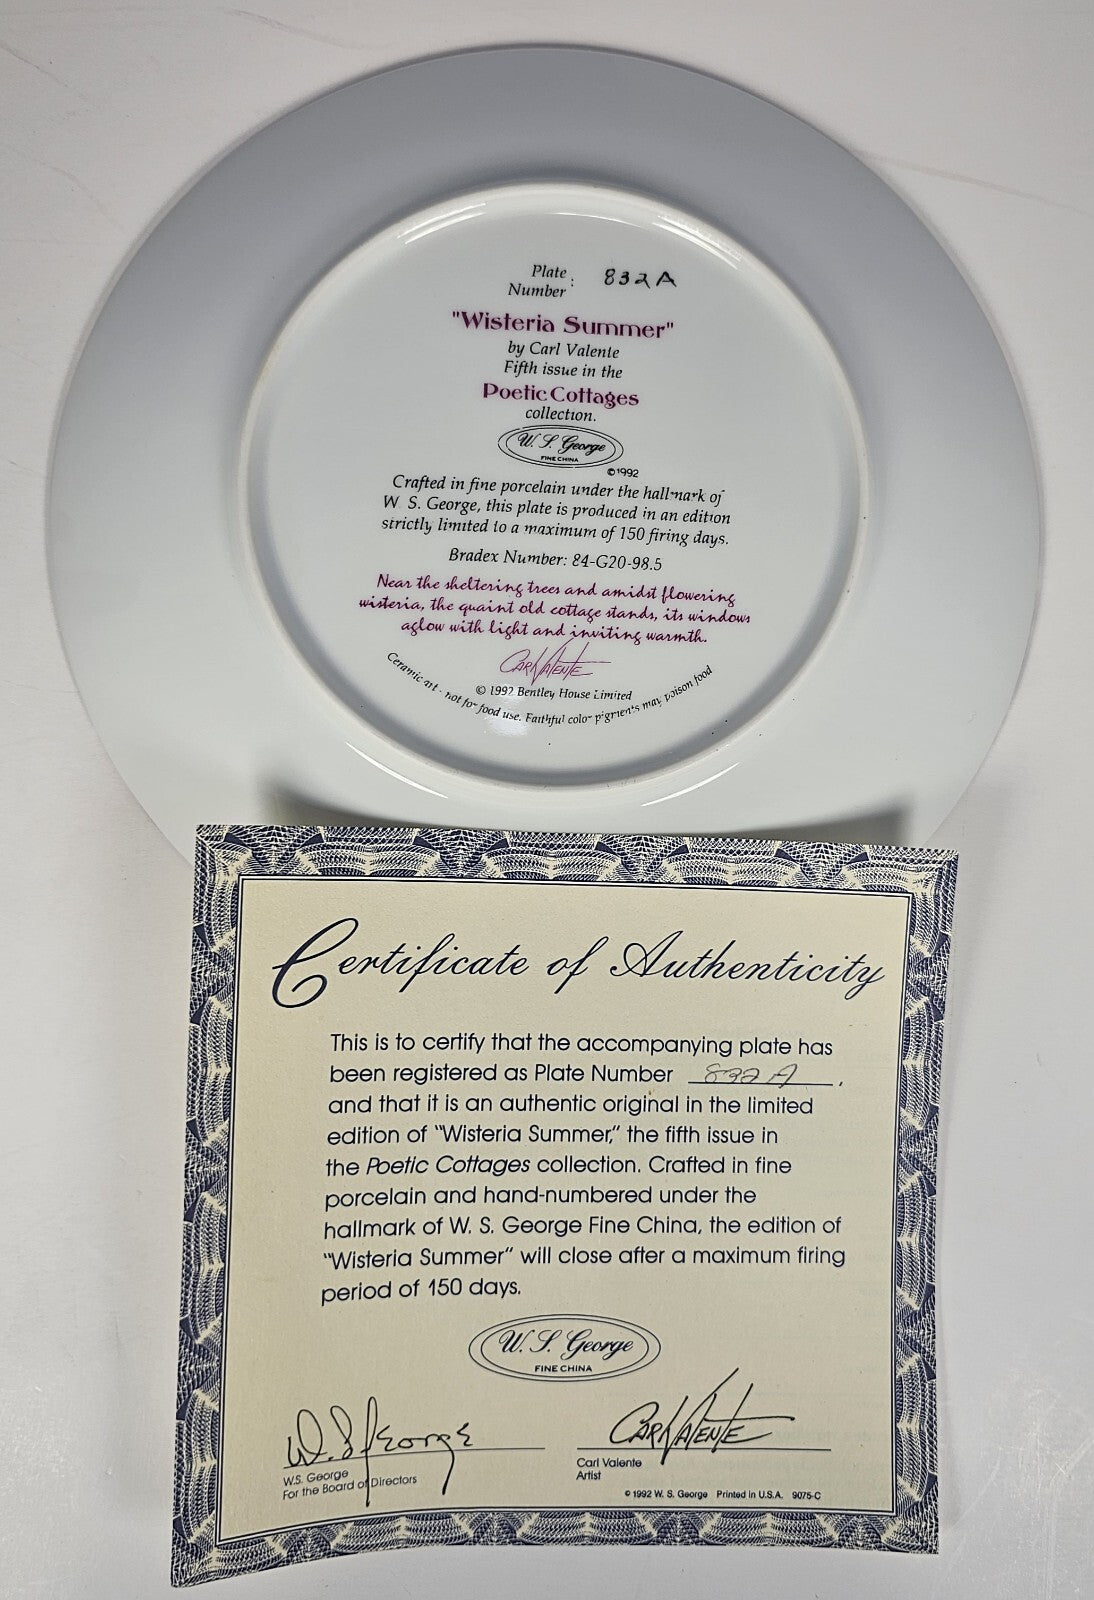 Plate
Number : 832A
"Wisteria Summer"
by Carl Valente
Fifth issue in the
Poetic Cottages
collection.
W. S. George
FINE CHINA
©1992
Crafted in fine porcelain under the hallmark of
W. S. George, this plate is produced in an edition
strictly limited to a maximum of 150 firing days.
Bradex Number: 84-G20-98.5
Near the sheltering trees and amidst flowering
wisteria, the quaint old cottage stands, its windows
aglow with light and inviting warmth.
Carl Valente
© 1992 Bentley House Limited
Ceramic art - not for food use. Faithful color pigments may poison food
Certificate of Authenticity
This is to certify that the accompanying plate has
been registered as Plate Number 832 A,
and that it is an authentic original in the limited
edition of "Wisteria Summer," the fifth issue in
the Poetic Cottages collection. Crafted in fine
porcelain and hand-numbered under the
hallmark of W. S. George Fine China, the edition of
"Wisteria Summer" will close after a maximum firing
period of 150 days.
W. S. George
FINE CHINA
W. S. George
W.S. George
For the Board of Directors
Carl Valente
Carl Valente
Artist
© 1992 W. S. George Printed in U.S.A. 9075-C